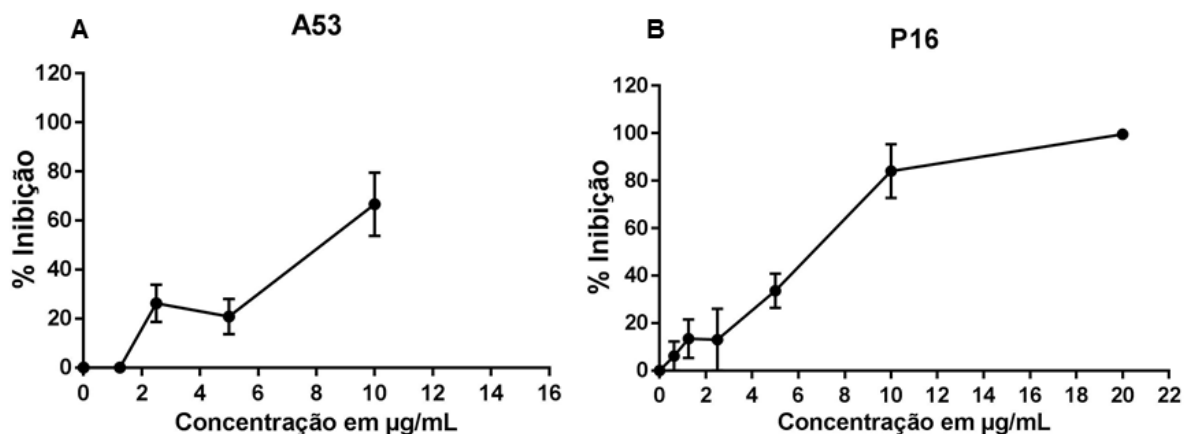 A
A53
% Inibição
120
100
80
60
40
20
0
0 2 4 6 8 10 12 14 16
Concentração em µg/mL
B
P16
% Inibição
120
100
80
60
40
20
0
0 2 4 6 8 10 12 14 16 18 20 22
Concentração em µg/mL